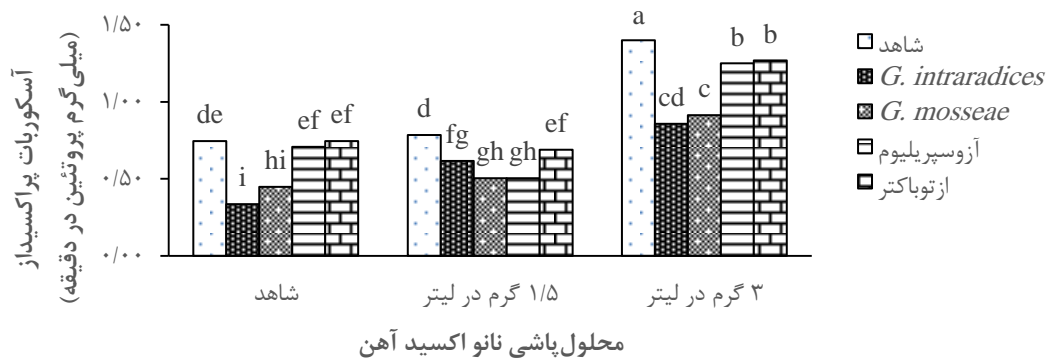 آسکوربات پراکسیداز
(میلی‌گرم پروتئین در دقیقه)
۱/۵۰
۱/۰۰
۰/۵۰
۰/۰۰
de
i
hi
ef
ef
d
fg
gh
gh
ef
a
cd
c
b
b
شاهد
۱/۵ گرم در لیتر
۳ گرم در لیتر
محلول‌پاشی نانو اکسید آهن
شاهد
G. intraradices
G. mosseae
آزوسپریلیوم
ازتوباکتر